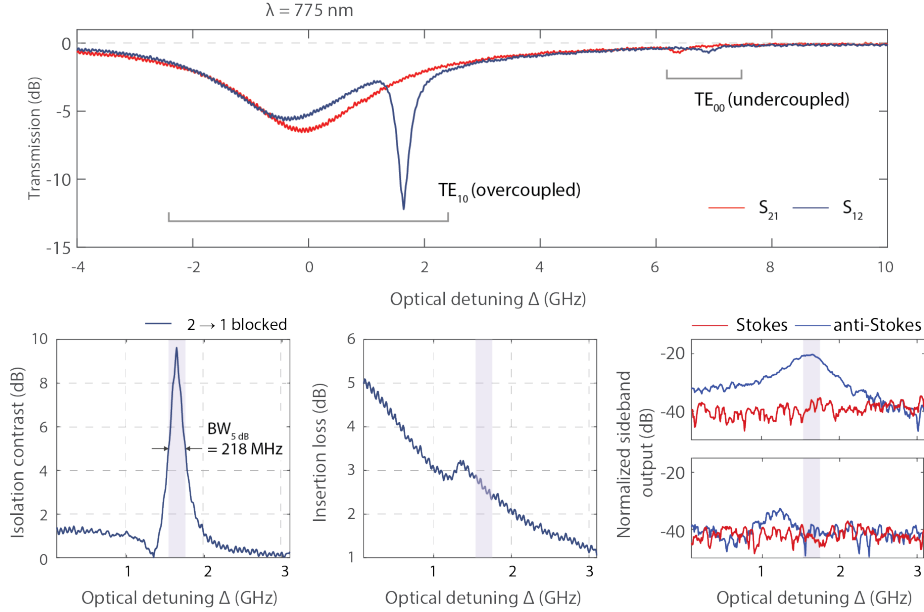 λ = 775 nm
0
-5
-10
-15
Transmission (dB)
TE00 (undercoupled)
TE10 (overcoupled)
S21
S12
-4
-2
0
2
4
6
8
10
Optical detuning Δ (GHz)
2 → 1 blocked
10
8
6
4
2
0
Isolation contrast (dB)
BW5 dB
= 218 MHz
1
2
3
Optical detuning Δ (GHz)
6
5
4
3
2
1
Insertion loss (dB)
1
2
3
Optical detuning Δ (GHz)
Stokes
anti-Stokes
-20
-40
-20
-40
Normalized sideband
output (dB)
1
2
3
Optical detuning Δ (GHz)